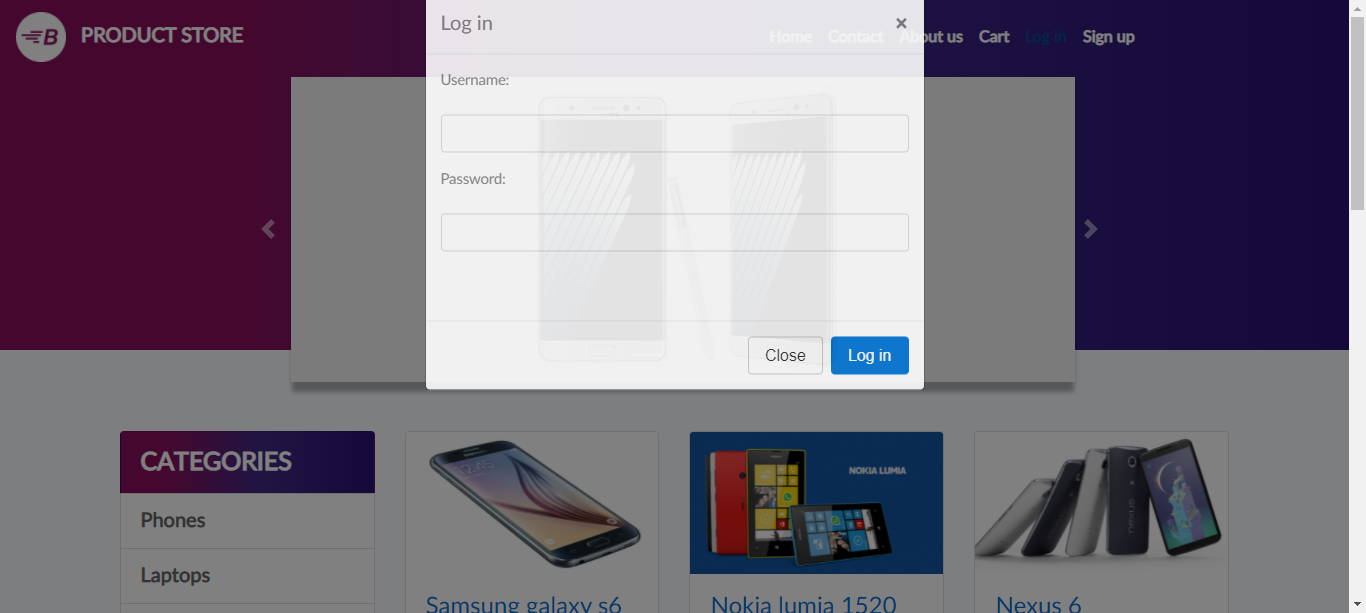 B PRODUCT STORE
Log in ×
Home Contact About us Cart Log in Sign up
Username:
Password:
Close Log in
CATEGORIES
Phones
Laptops
NOKIA LUMIA
nexus
Samsung galaxy s6
Nokia lumia 1520
Nexus 6